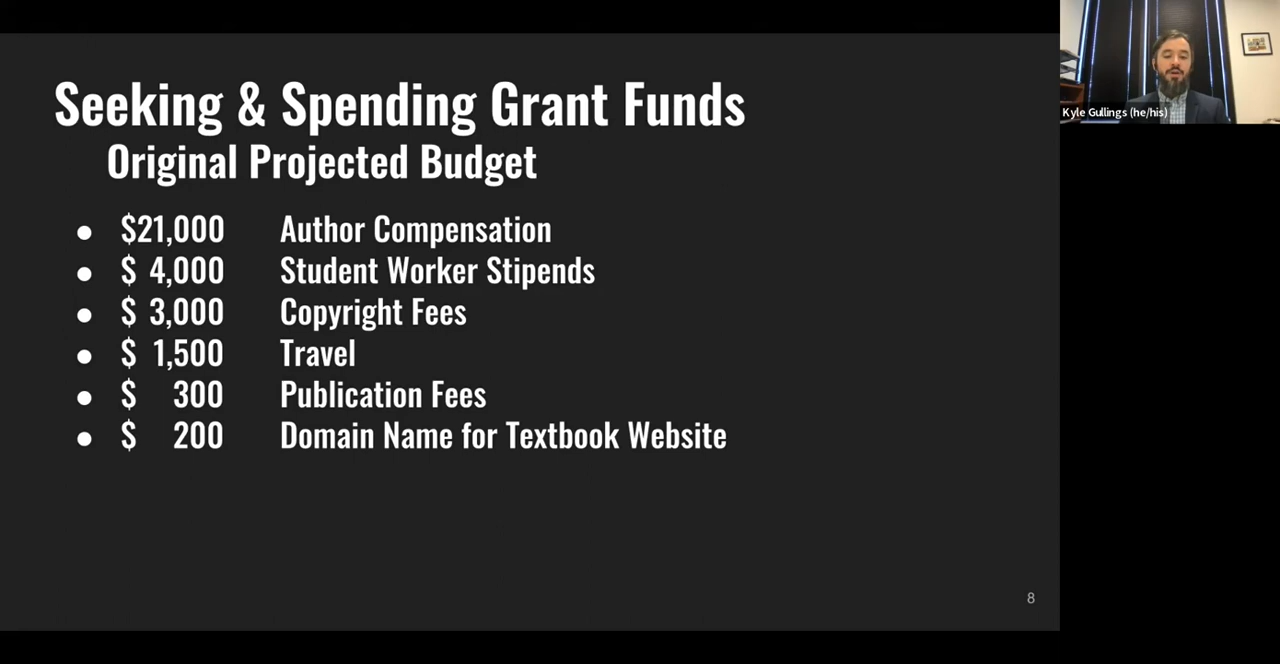 Seeking & Spending Grant Funds
Original Projected Budget
● $21,000 Author Compensation
● $ 4,000 Student Worker Stipends
● $ 3,000 Copyright Fees
● $ 1,500 Travel
● $ 300 Publication Fees
● $ 200 Domain Name for Textbook Website
8
Kyle Gullings (he/his)